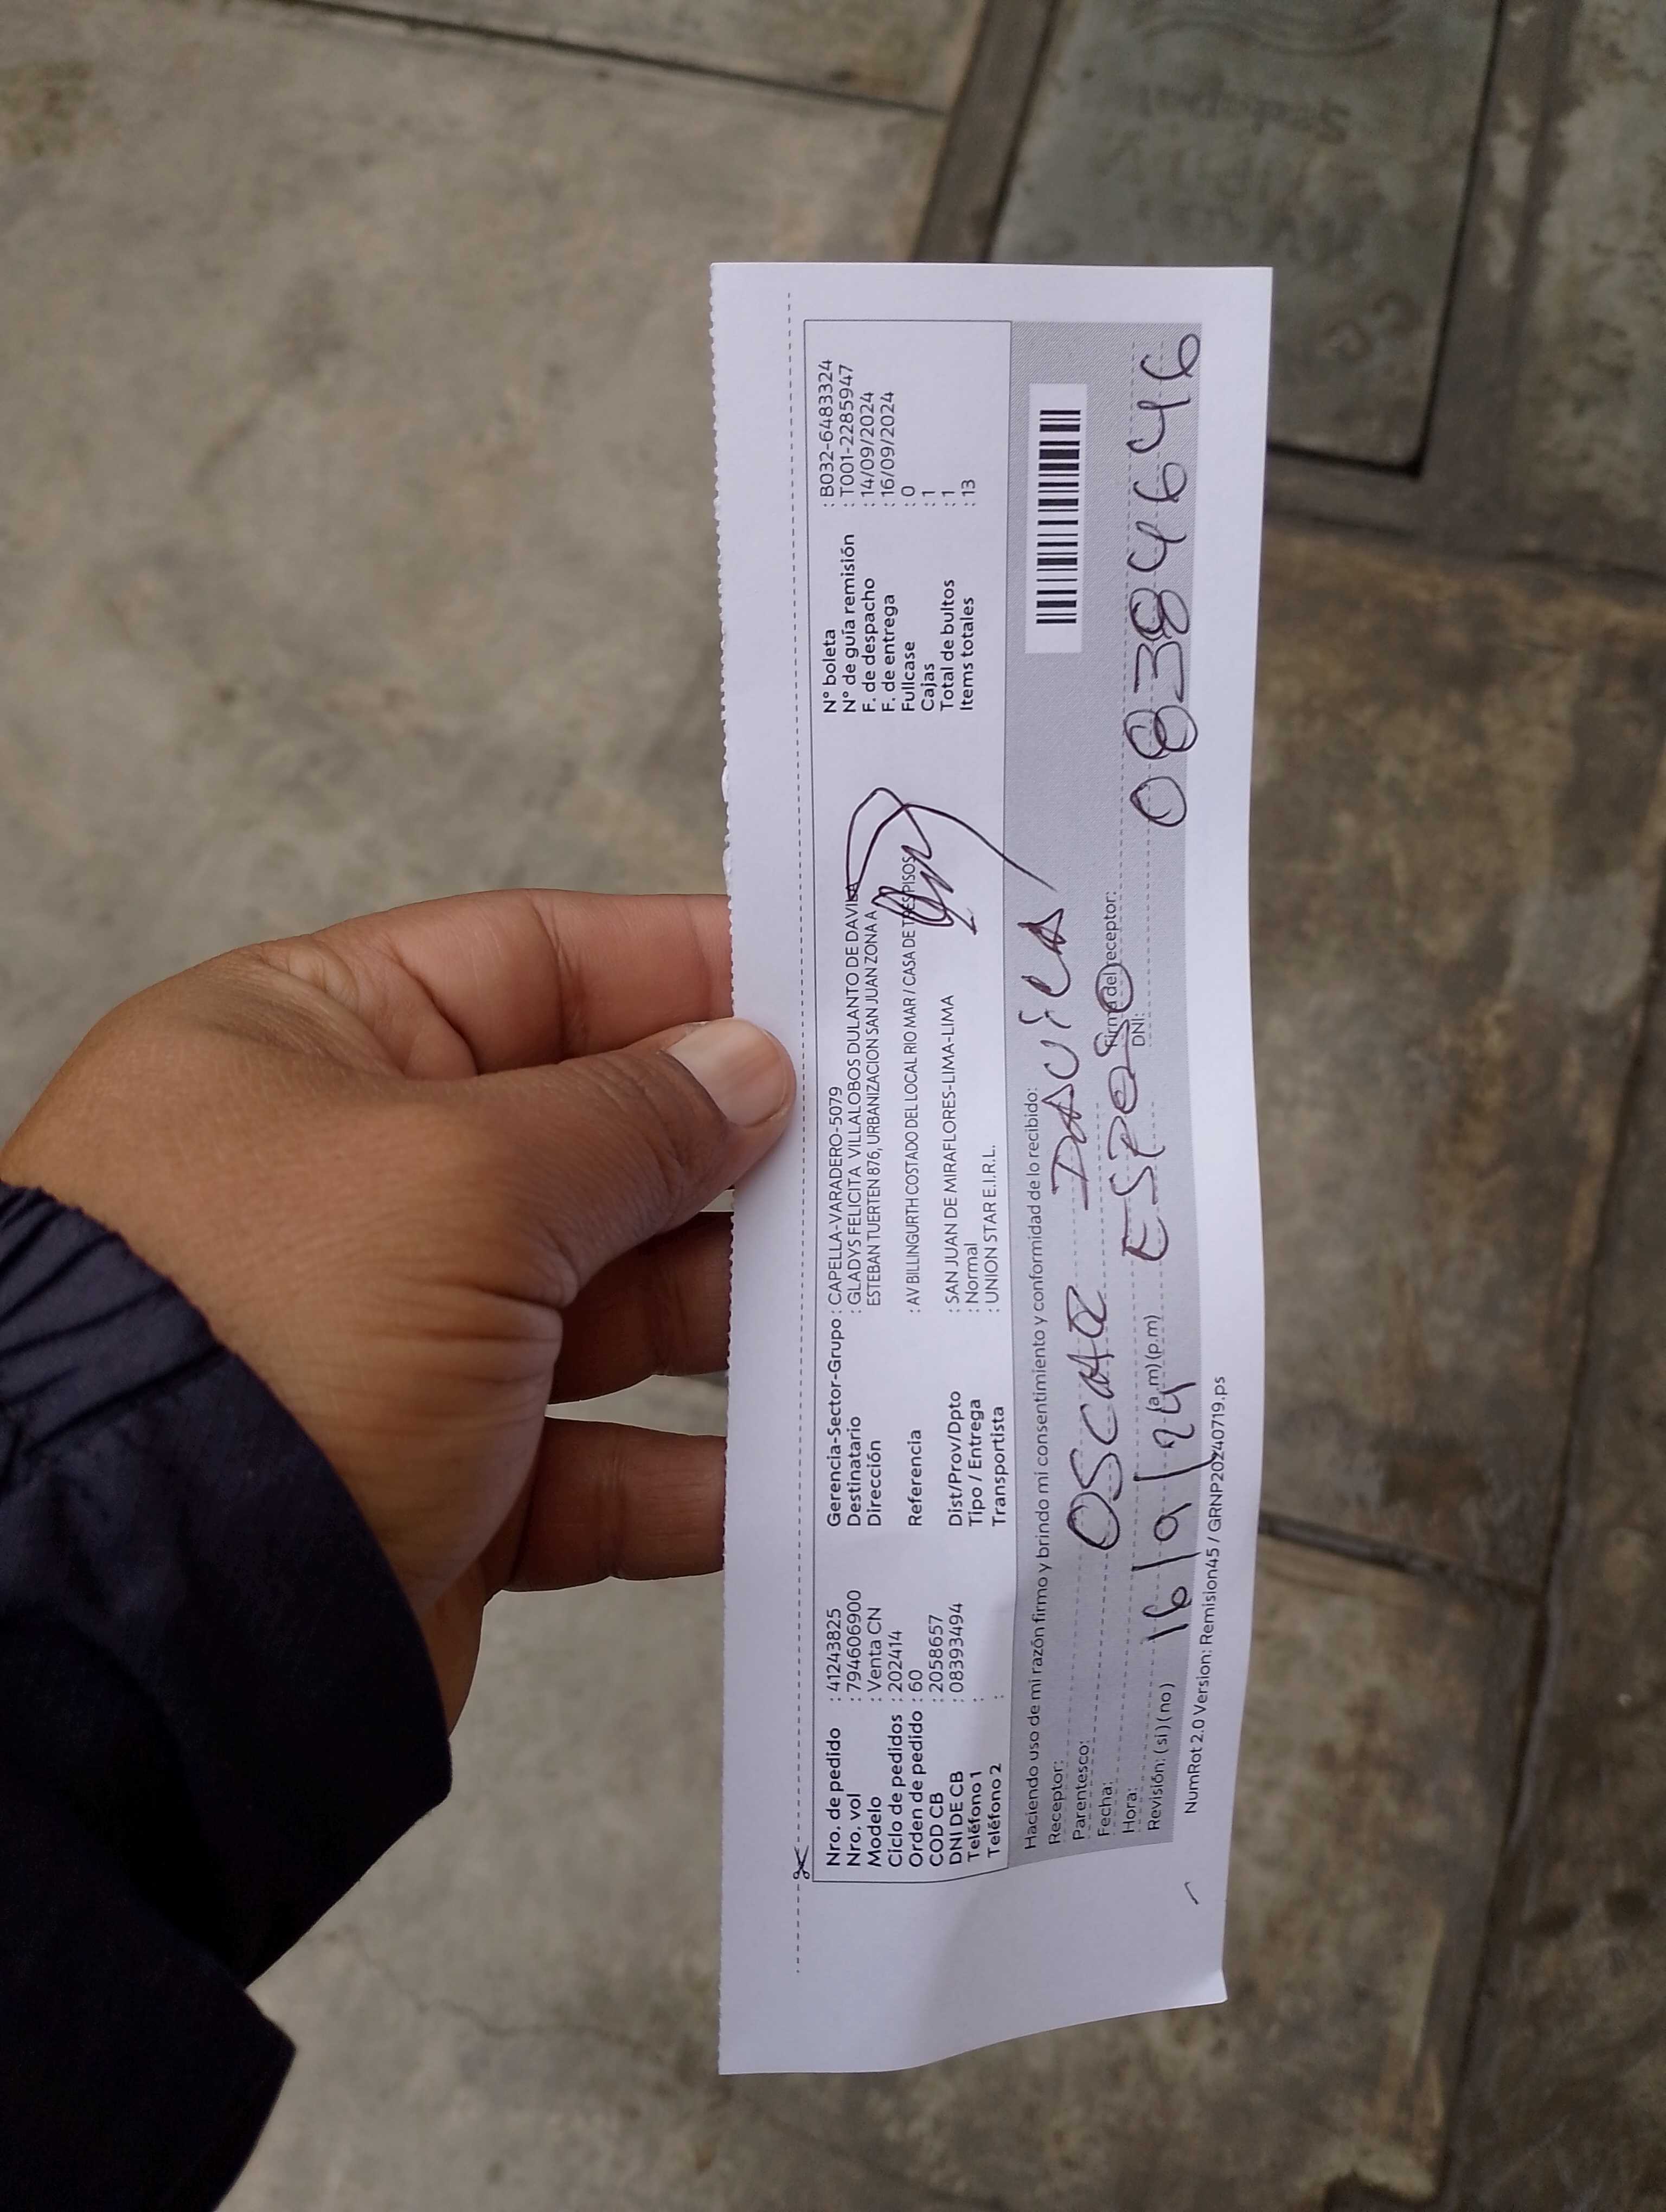 Nro. de pedido : 41243825
Nro. vol : 794606900
Modelo : Venta CN
Ciclo de pedidos : 202414
Orden de pedido : 60
COD CB : 2058657
DNI DE CB : 08393494
Teléfono 1 :
Teléfono 2 :
Gerencia-Sector-Grupo : CAPELLA-VARADERO-5079
Destinatario : GLADYS FELICITA VILLALOBOS DULANTO DE DAVILA
Dirección ESTEBAN TUERTEN 876, URBANIZACION SAN JUAN ZONA A
Referencia : AV BILLINGURTH COSTADO DEL LOCAL RIO MAR / CASA DE TRES PISOS
Dist/Prov/Dpto : SAN JUAN DE MIRAFLORES-LIMA-LIMA
Tipo / Entrega : Normal
Transportista : UNION STAR E.I.R.L.
N° boleta : B032-6483324
N° de guía remisión : T001-2285947
F. de despacho : 14/09/2024
F. de entrega : 16/09/2024
Fullcase : 0
Cajas : 1
Total de bultos : 1
Items totales : 13
Haciendo uso de mi razón firmo y brindo mi consentimiento y conformidad de lo recibido:
Receptor: OSCAR DAVILA
Parentesco: ESPOSO
Firma del receptor:
Fecha: 16/9/24
DNI: 08384646
Hora: (a.m) (p.m)
Revisión: (si) (no)
NumRot 2.0 Version: Remision45 / GRNP20240719.ps